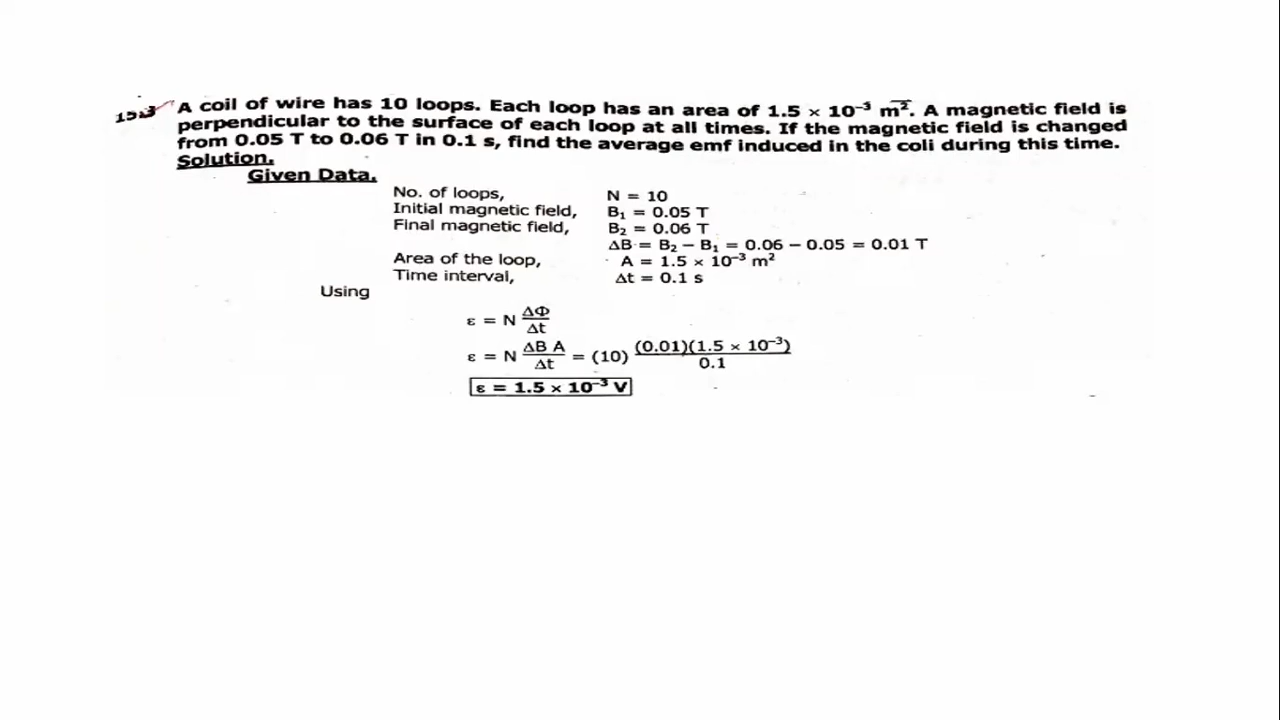 15.3 A coil of wire has 10 loops. Each loop has an area of 1.5 × 10⁻³ m². A magnetic field is
perpendicular to the surface of each loop at all times. If the magnetic field is changed
from 0.05 T to 0.06 T in 0.1 s, find the average emf induced in the coli during this time.
Solution.
Given Data.
No. of loops, N = 10
Initial magnetic field, B₁ = 0.05 T
Final magnetic field, B₂ = 0.06 T
ΔB = B₂ − B₁ = 0.06 − 0.05 = 0.01 T
Area of the loop, A = 1.5 × 10⁻³ m²
Time interval, Δt = 0.1 s
Using
ε = N ΔΦ/Δt
ε = N ΔB A/Δt = (10) (0.01)(1.5 × 10⁻³)/0.1
ε = 1.5 × 10⁻³ V